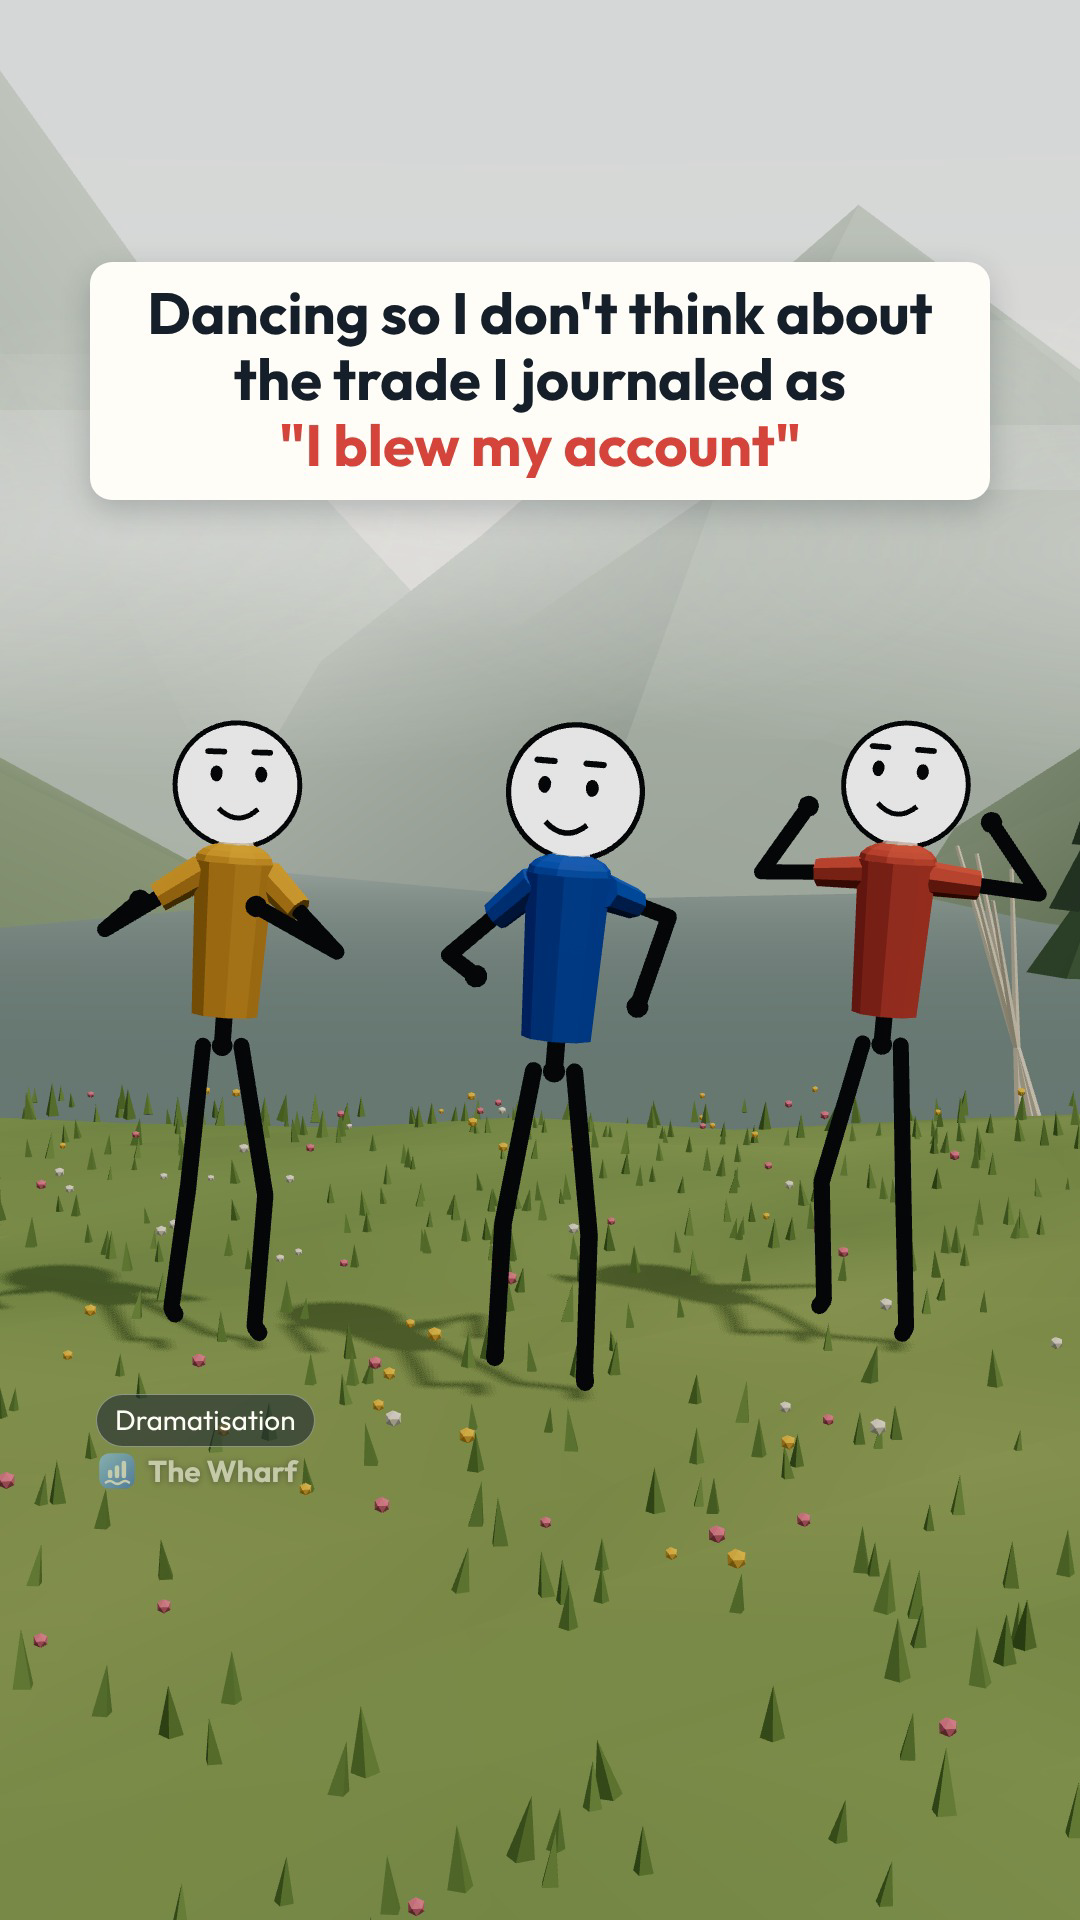 Dancing so I don't think about
the trade I journaled as
"I blew my account"
Dramatisation
The Wharf